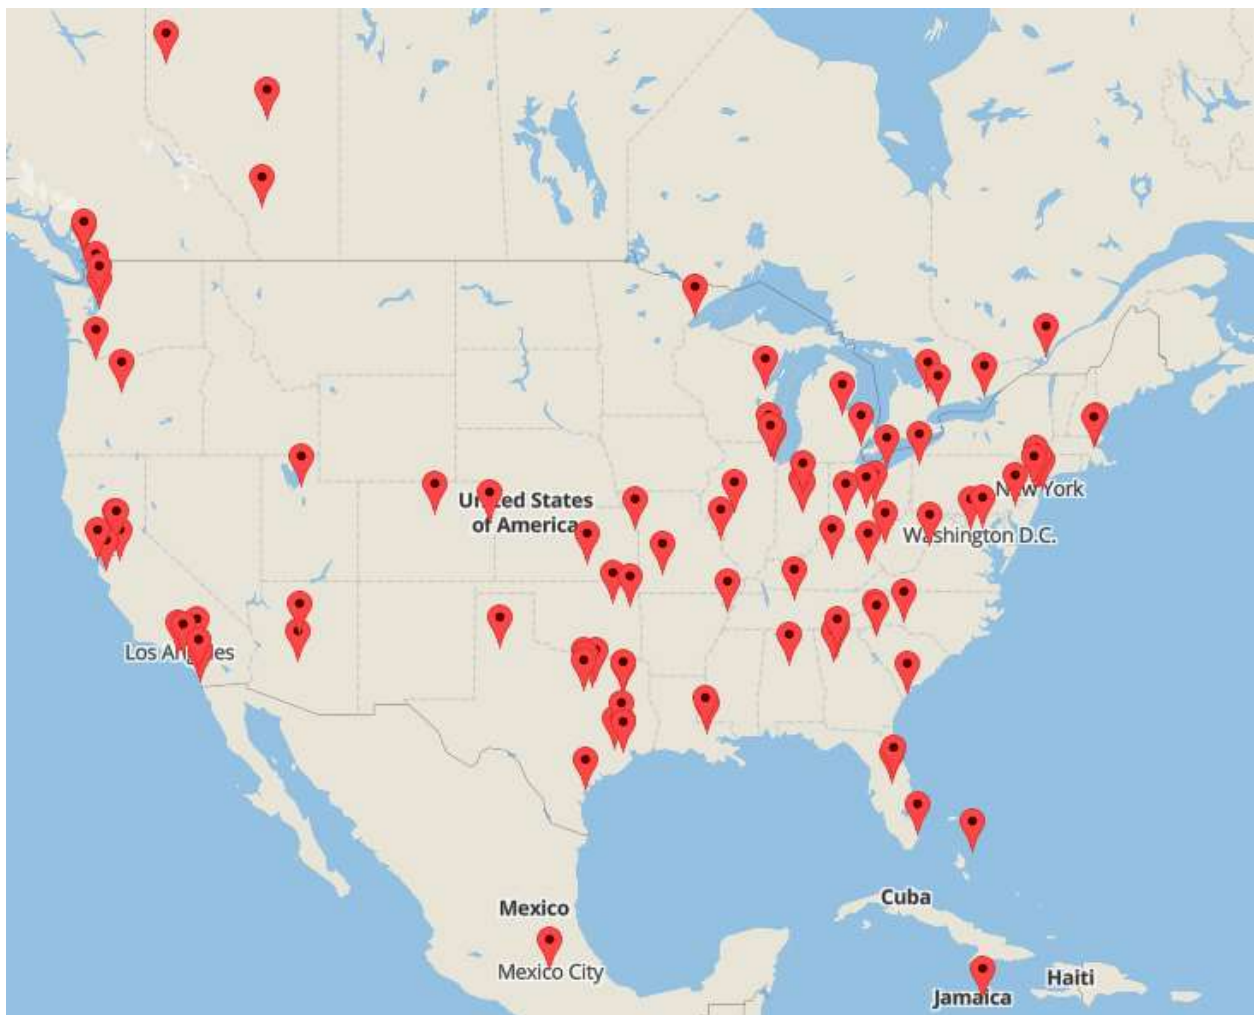 United States
of America
New York
Washington D.C.
Los Angeles
Mexico
Mexico City
Cuba
Haiti
Jamaica